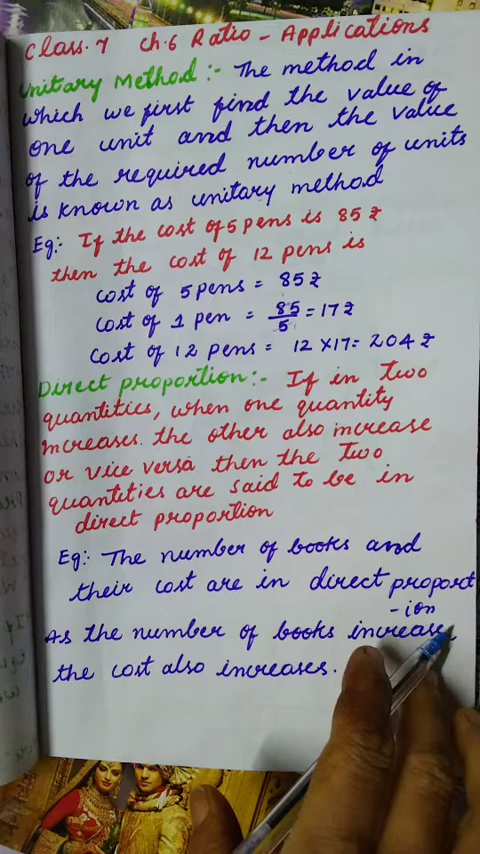 Class.7 Ch.6 Ratio - Applications
Unitary Method :- The method in
which we first find the value of
one unit and then the value
of the required number of units
is known as unitary method
Eg:- If the cost of 5 pens is 85 ₹
then the cost of 12 pens is
cost of 5 pens = 85 ₹
cost of 1 pen = 85/5 = 17 ₹
cost of 12 pens = 12 × 17 = 204 ₹
Direct proportion :- If in two
quantities, when one quantity
increases. the other also increase
or vice versa then the two
quantities are said to be in
direct proportion
Eg:- The number of books and
their cost are in direct proport
-ion
As the number of books increase,
the cost also increases.